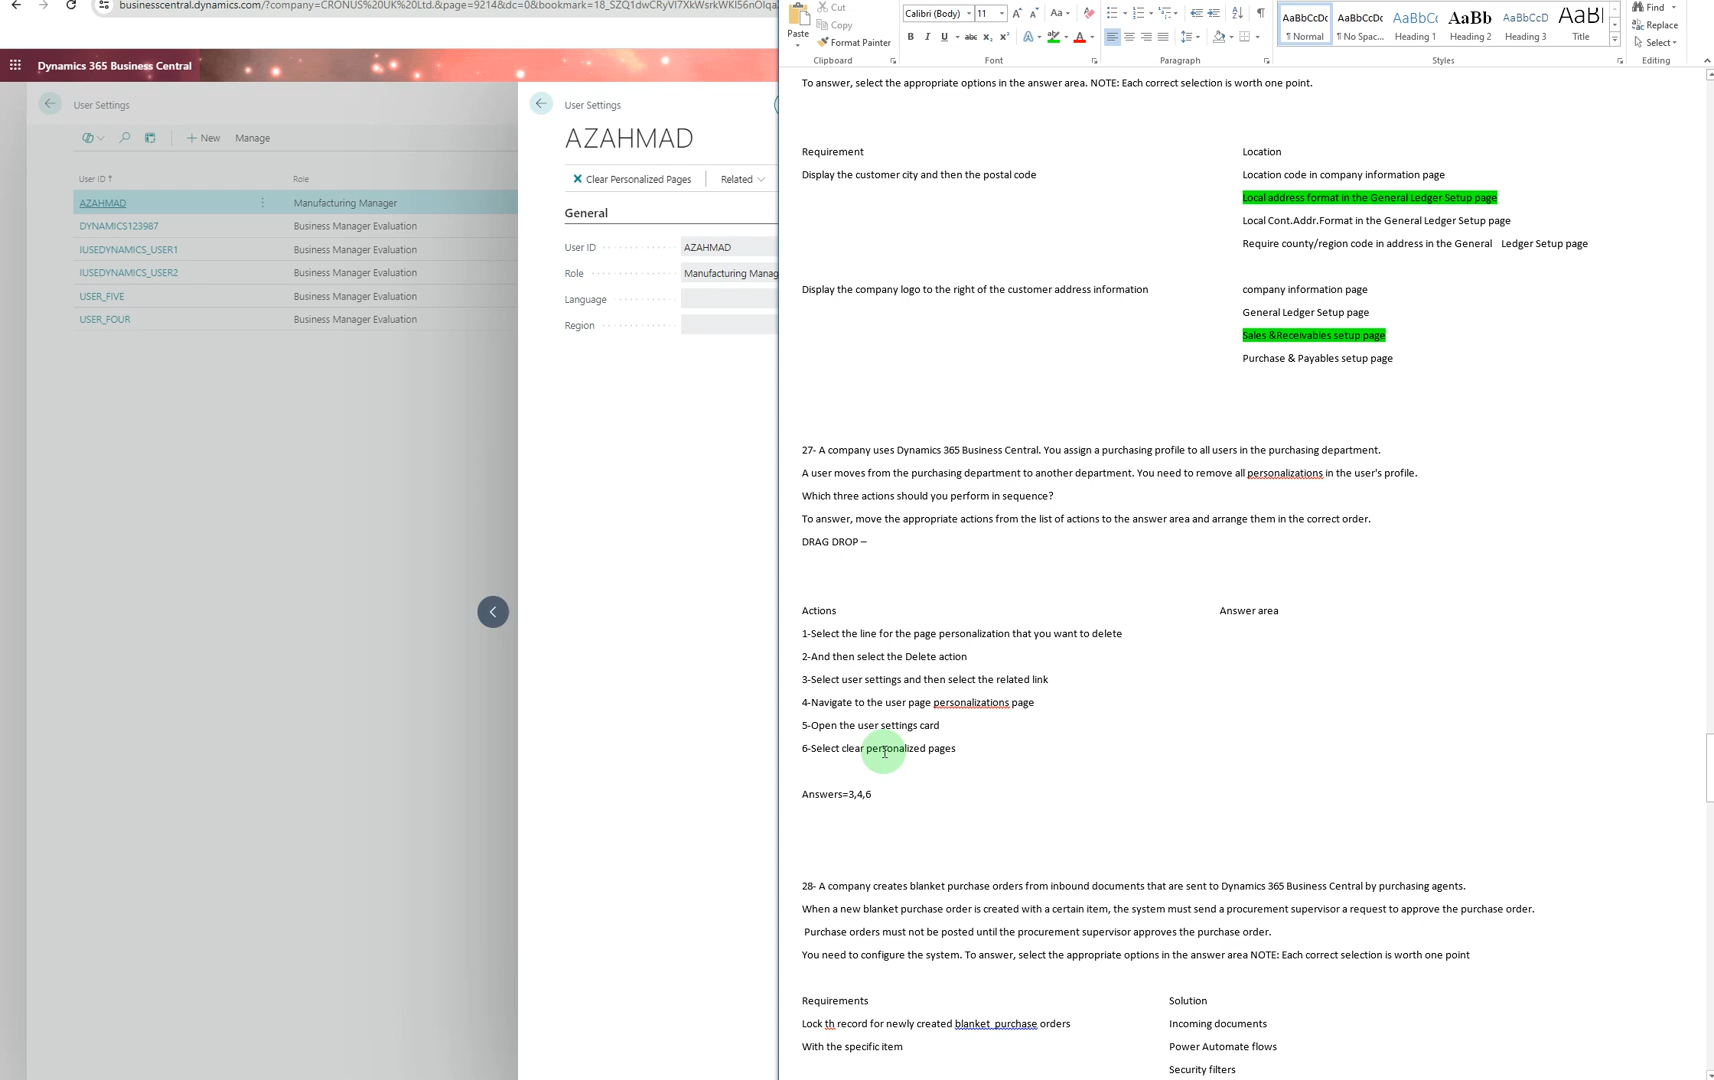 businesscentral.dynamics.com/?company=CRONUS%20UK%20Ltd.&page=9214&dc=0&bookmark=18_
Dynamics 365 Business Central
User Settings
New
Manage
User ID ↑
Role
AZAHMAD
Manufacturing Manager
DYNAMICS123987
Business Manager Evaluation
IUSEDYNAMICS_USER1
Business Manager Evaluation
IUSEDYNAMICS_USER2
Business Manager Evaluation
USER_FIVE
Business Manager Evaluation
USER_FOUR
Business Manager Evaluation
User Settings
AZAHMAD
Clear Personalized Pages
Related
General
User ID
AZAHMAD
Role
Manufacturing Manag
Language
Region
Paste
Cut
Copy
Format Painter
Clipboard
Calibri (Body)
11
Font
Paragraph
AaBbCcDc
¶ Normal
AaBbCcDc
¶ No Spac...
AaBbCc
Heading 1
AaBb
Heading 2
AaBbCcD
Heading 3
AaBl
Title
Styles
Find
Replace
Select
Editing
To answer, select the appropriate options in the answer area. NOTE: Each correct selection is worth one point.
Requirement
Location
Display the customer city and then the postal code
Location code in company information page
Local address format in the General Ledger Setup page
Local Cont.Addr.Format in the General Ledger Setup page
Require county/region code in address in the General Ledger Setup page
Display the company logo to the right of the customer address information
company information page
General Ledger Setup page
Sales &Receivables setup page
Purchase & Payables setup page
27- A company uses Dynamics 365 Business Central. You assign a purchasing profile to all users in the purchasing department.
A user moves from the purchasing department to another department. You need to remove all personalizations in the user's profile.
Which three actions should you perform in sequence?
To answer, move the appropriate actions from the list of actions to the answer area and arrange them in the correct order.
DRAG DROP –
Actions
Answer area
1-Select the line for the page personalization that you want to delete
2-And then select the Delete action
3-Select user settings and then select the related link
4-Navigate to the user page personalizations page
5-Open the user settings card
6-Select clear personalized pages
Answers=3,4,6
28- A company creates blanket purchase orders from inbound documents that are sent to Dynamics 365 Business Central by purchasing agents.
When a new blanket purchase order is created with a certain item, the system must send a procurement supervisor a request to approve the purchase order.
Purchase orders must not be posted until the procurement supervisor approves the purchase order.
You need to configure the system. To answer, select the appropriate options in the answer area NOTE: Each correct selection is worth one point
Requirements
Solution
Lock th record for newly created blanket purchase orders
Incoming documents
With the specific item
Power Automate flows
Security filters